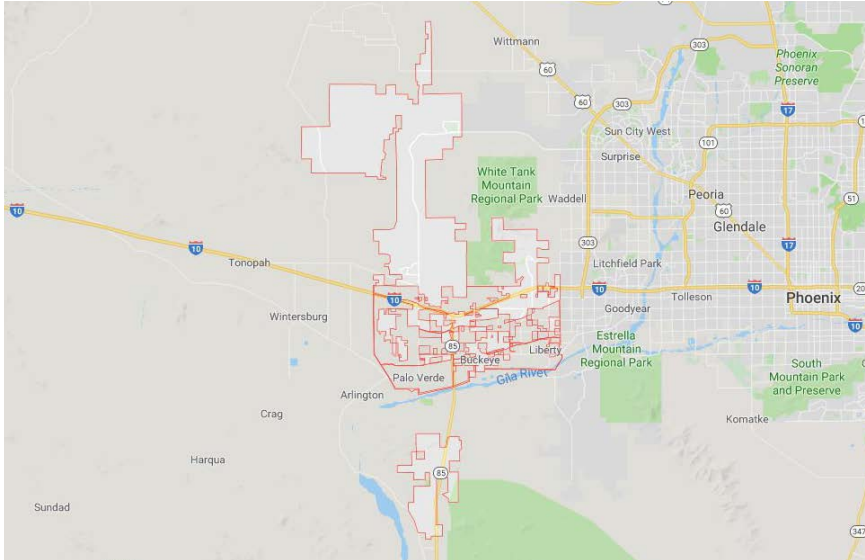 Wittmann
60
303
Phoenix
Sonoran
Preserve
60
303
17
Sun City West
Surprise
101
White Tank
Mountain
Regional Park
Waddell
Peoria
60
51
10
Glendale
303
17
10
Tonopah
Litchfield Park
10
10
10
Tolleson
Phoenix
20
Wintersburg
Goodyear
10
85
Liberty
Buckeye
Estrella
Mountain
Regional Park
Palo Verde
Gila River
South
Mountain Park
and Preserve
Arlington
Crag
Komatke
Harqua
85
Sundad
347